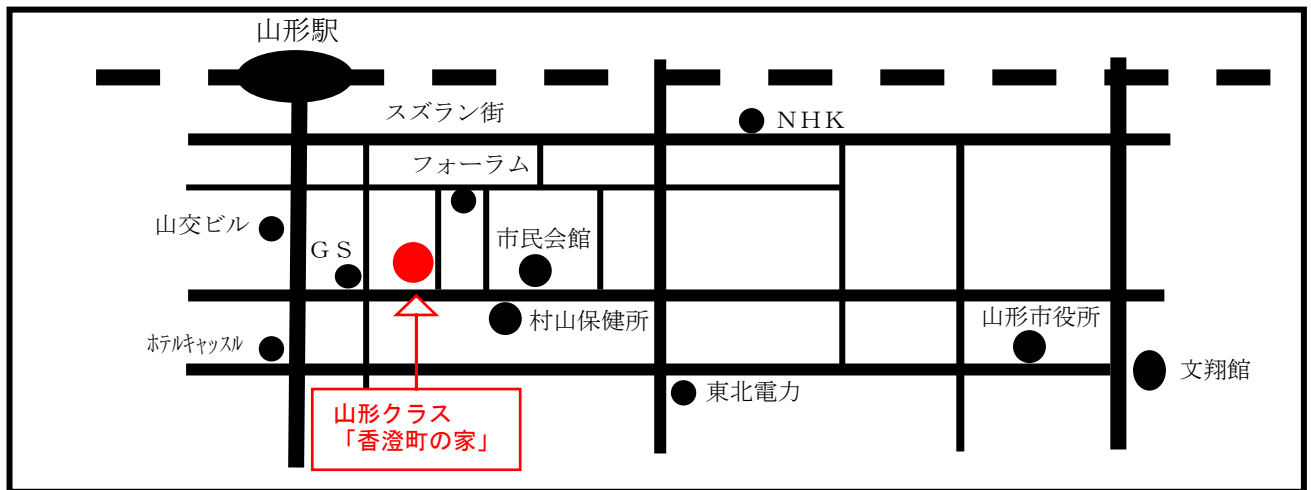 山形駅
スズラン街
ＮＨＫ
フォーラム
山交ビル
ＧＳ
市民会館
村山保健所
山形市役所
ﾎﾃﾙｷｬｯｽﾙ
文翔館
東北電力
山形クラス
「香澄町の家」